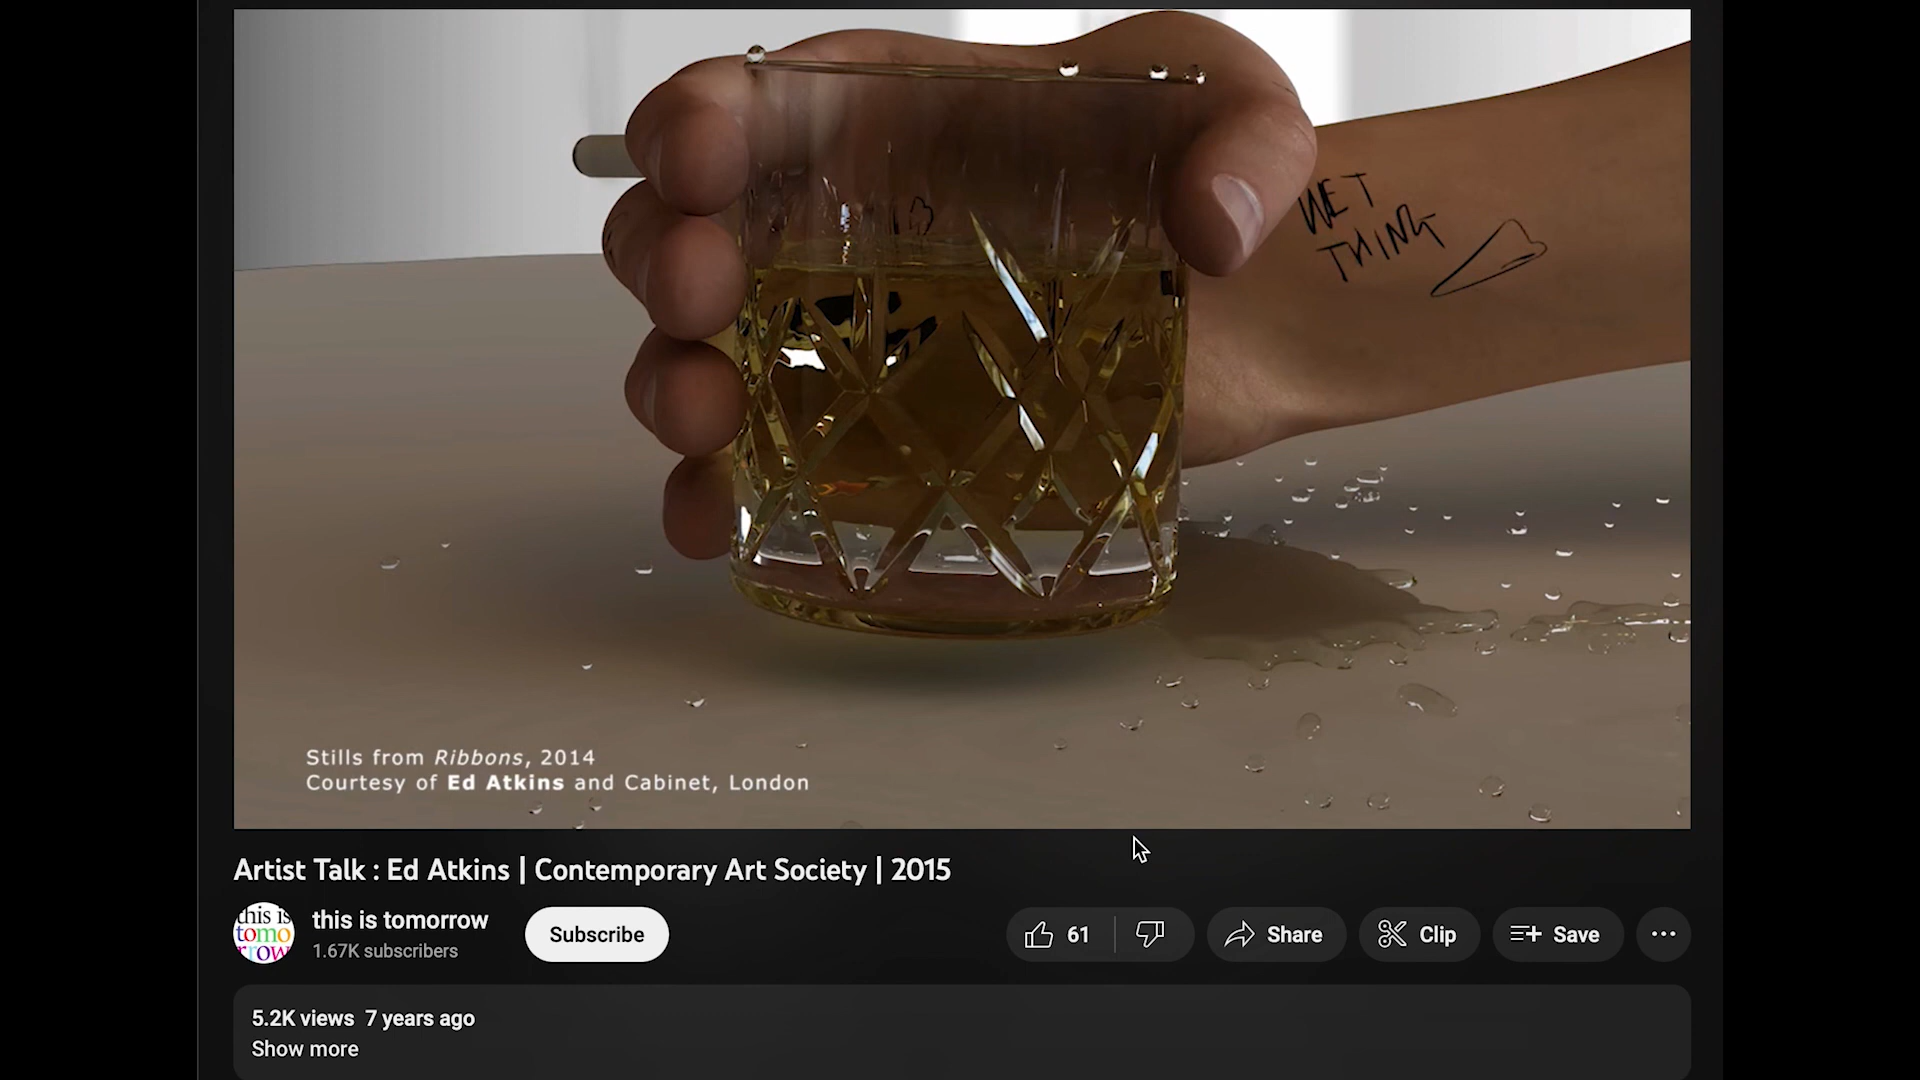 WET
THING
Stills from Ribbons, 2014
Courtesy of Ed Atkins and Cabinet, London
Artist Talk : Ed Atkins | Contemporary Art Society | 2015
this is
tomo
rrow
this is tomorrow
1.67K subscribers
Subscribe
61
Share
Clip
Save
5.2K views 7 years ago
Show more